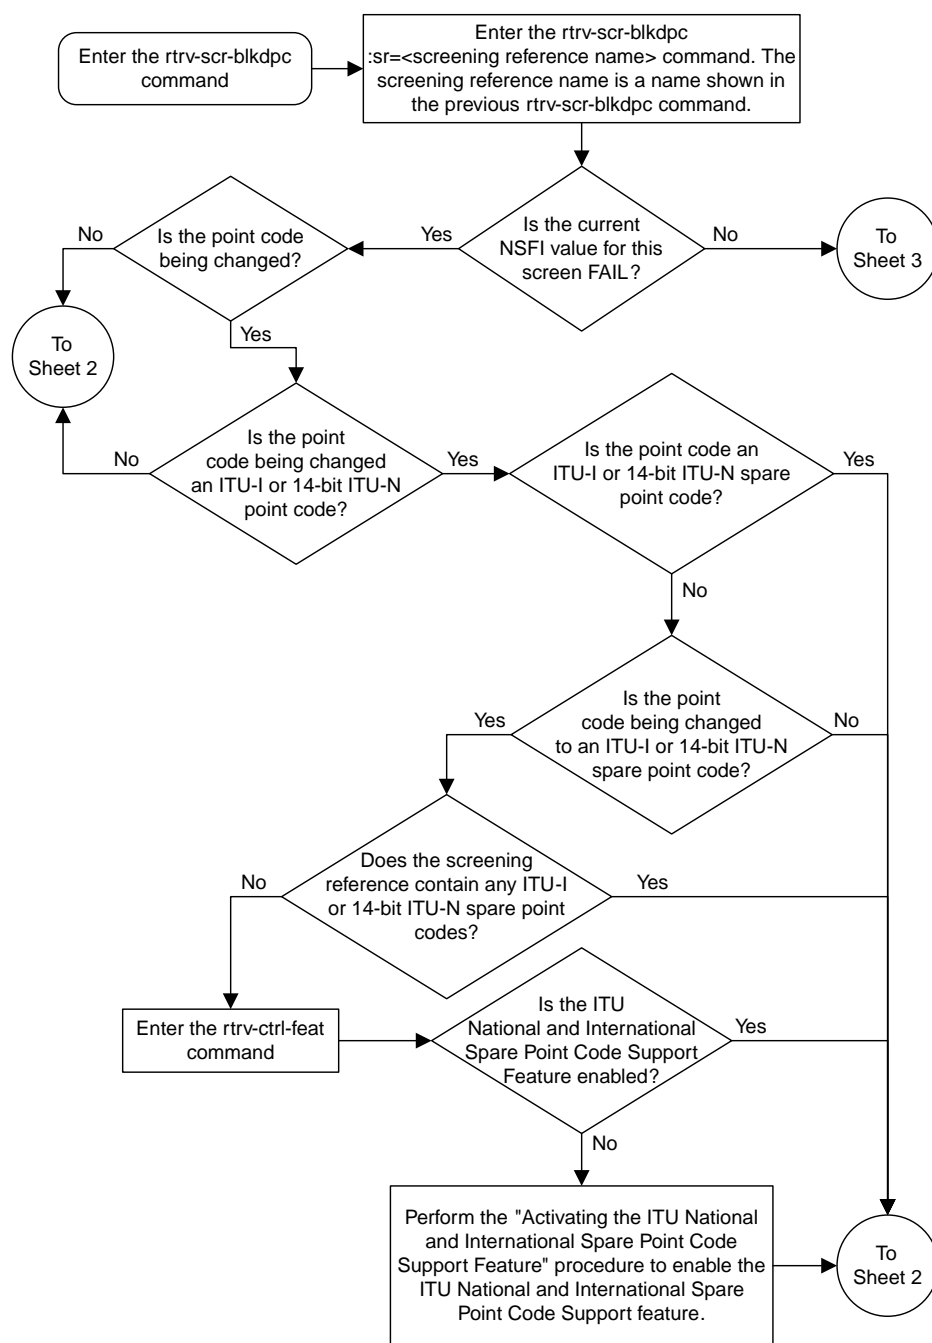 Enter the rtrv-scr-blkdpc
command
Enter the rtrv-scr-blkdpc
:sr=<screening reference name> command. The
screening reference name is a name shown in
the previous rtrv-scr-blkdpc command.
Is the current
NSFI value for this
screen FAIL?
Yes
No
To
Sheet 3
Is the point code
being changed?
No
Yes
To
Sheet 2
Is the point
code being changed
an ITU-I or 14-bit ITU-N
point code?
No
Yes
Is the point code an
ITU-I or 14-bit ITU-N spare
point code?
Yes
No
Is the point
code being changed
to an ITU-I or 14-bit ITU-N
spare point code?
Yes
No
Does the screening
reference contain any ITU-I
or 14-bit ITU-N spare point
codes?
No
Yes
Enter the rtrv-ctrl-feat
command
Is the ITU
National and International
Spare Point Code Support
Feature enabled?
Yes
No
Perform the "Activating the ITU National
and International Spare Point Code
Support Feature" procedure to enable the
ITU National and International Spare
Point Code Support feature.
To
Sheet 2